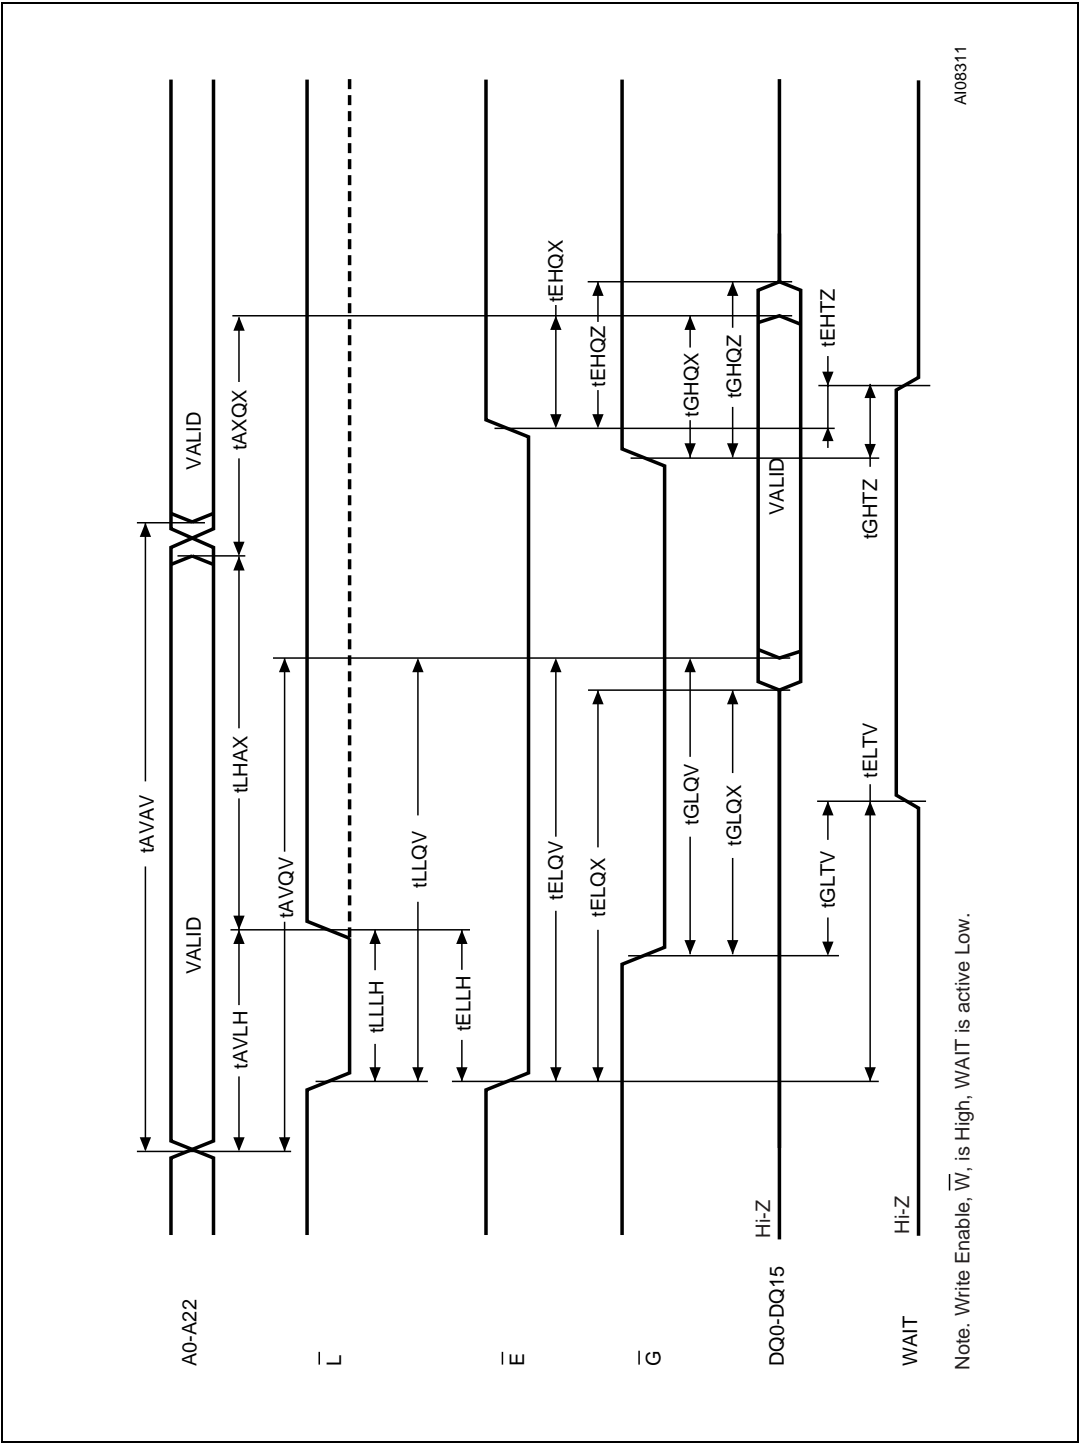 A0-A22
VALID
VALID
tAVAV
tAVLH
tLHAX
tAXQX
tAVQV
L
tLLLH
tLLQV
tELLH
E
tELQV
tEHQX
tELQX
tEHQZ
G
tGLQV
tGHQX
tGLQX
tGHQZ
DQ0-DQ15
Hi-Z
VALID
tGLTV
tEHTZ
tELTV
tGHTZ
WAIT
Hi-Z
Note. Write Enable, W̅, is High, WAIT is active Low.
AI08311